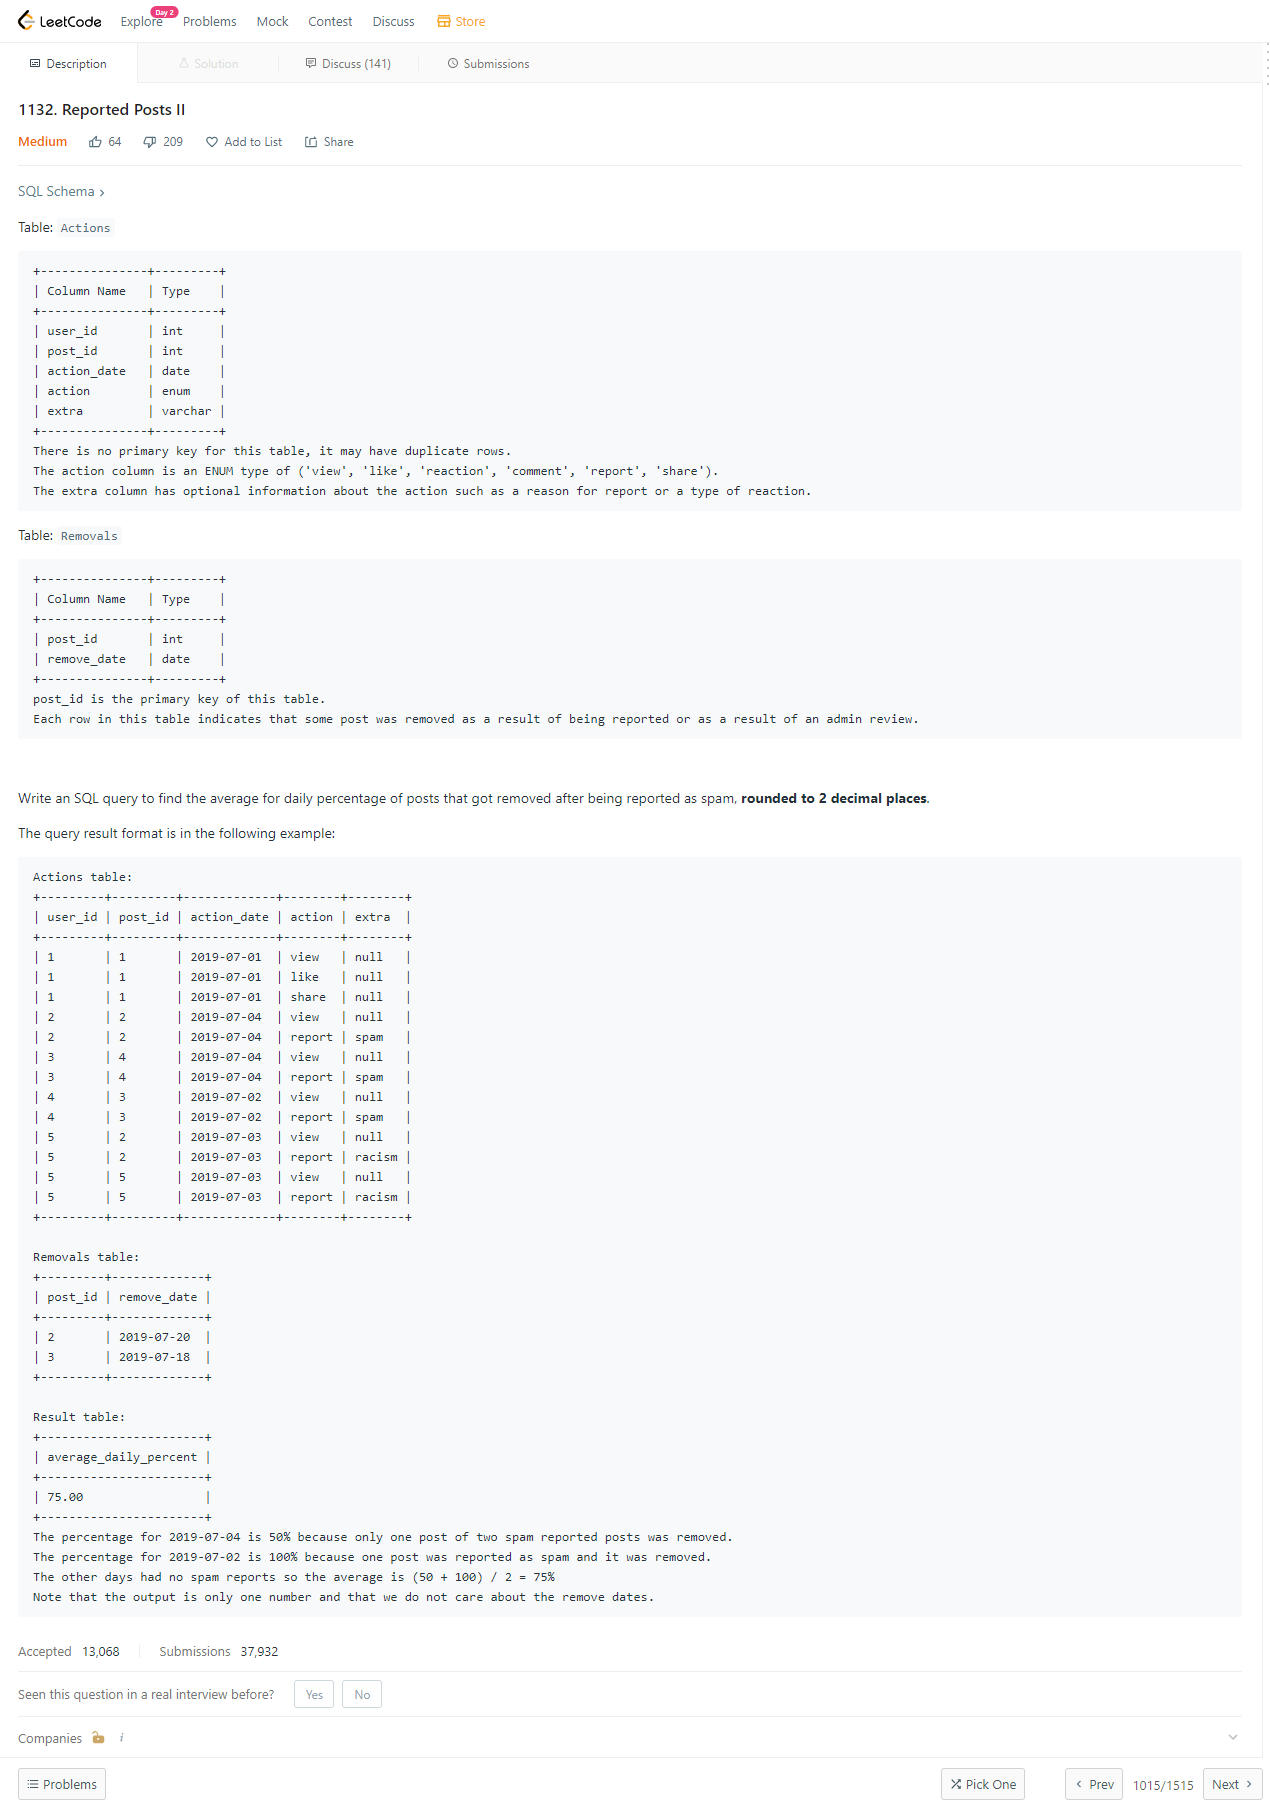 LeetCode Explore Day 2 Problems Mock Contest Discuss Store
Description Solution Discuss (141) Submissions
1132. Reported Posts II
Medium 64 209 Add to List Share
SQL Schema ›
Table: Actions
+---------------+---------+
| Column Name   | Type    |
+---------------+---------+
| user_id       | int     |
| post_id       | int     |
| action_date   | date    |
| action        | enum    |
| extra         | varchar |
+---------------+---------+
There is no primary key for this table, it may have duplicate rows.
The action column is an ENUM type of ('view', 'like', 'reaction', 'comment', 'report', 'share').
The extra column has optional information about the action such as a reason for report or a type of reaction.
Table: Removals
+---------------+---------+
| Column Name   | Type    |
+---------------+---------+
| post_id       | int     |
| remove_date   | date    |
+---------------+---------+
post_id is the primary key of this table.
Each row in this table indicates that some post was removed as a result of being reported or as a result of an admin review.
Write an SQL query to find the average for daily percentage of posts that got removed after being reported as spam, rounded to 2 decimal places.
The query result format is in the following example:
Actions table:
+---------+---------+-------------+--------+--------+
| user_id | post_id | action_date | action | extra  |
+---------+---------+-------------+--------+--------+
| 1       | 1       | 2019-07-01  | view   | null   |
| 1       | 1       | 2019-07-01  | like   | null   |
| 1       | 1       | 2019-07-01  | share  | null   |
| 2       | 2       | 2019-07-04  | view   | null   |
| 2       | 2       | 2019-07-04  | report | spam   |
| 3       | 4       | 2019-07-04  | view   | null   |
| 3       | 4       | 2019-07-04  | report | spam   |
| 4       | 3       | 2019-07-02  | view   | null   |
| 4       | 3       | 2019-07-02  | report | spam   |
| 5       | 2       | 2019-07-03  | view   | null   |
| 5       | 2       | 2019-07-03  | report | racism |
| 5       | 5       | 2019-07-03  | view   | null   |
| 5       | 5       | 2019-07-03  | report | racism |
+---------+---------+-------------+--------+--------+
Removals table:
+---------+-------------+
| post_id | remove_date |
+---------+-------------+
| 2       | 2019-07-20  |
| 3       | 2019-07-18  |
+---------+-------------+
Result table:
+-----------------------+
| average_daily_percent |
+-----------------------+
| 75.00                 |
+-----------------------+
The percentage for 2019-07-04 is 50% because only one post of two spam reported posts was removed.
The percentage for 2019-07-02 is 100% because one post was reported as spam and it was removed.
The other days had no spam reports so the average is (50 + 100) / 2 = 75%
Note that the output is only one number and that we do not care about the remove dates.
Accepted 13,068 Submissions 37,932
Seen this question in a real interview before? Yes No
Companies i
Problems Pick One ‹ Prev 1015/1515 Next ›